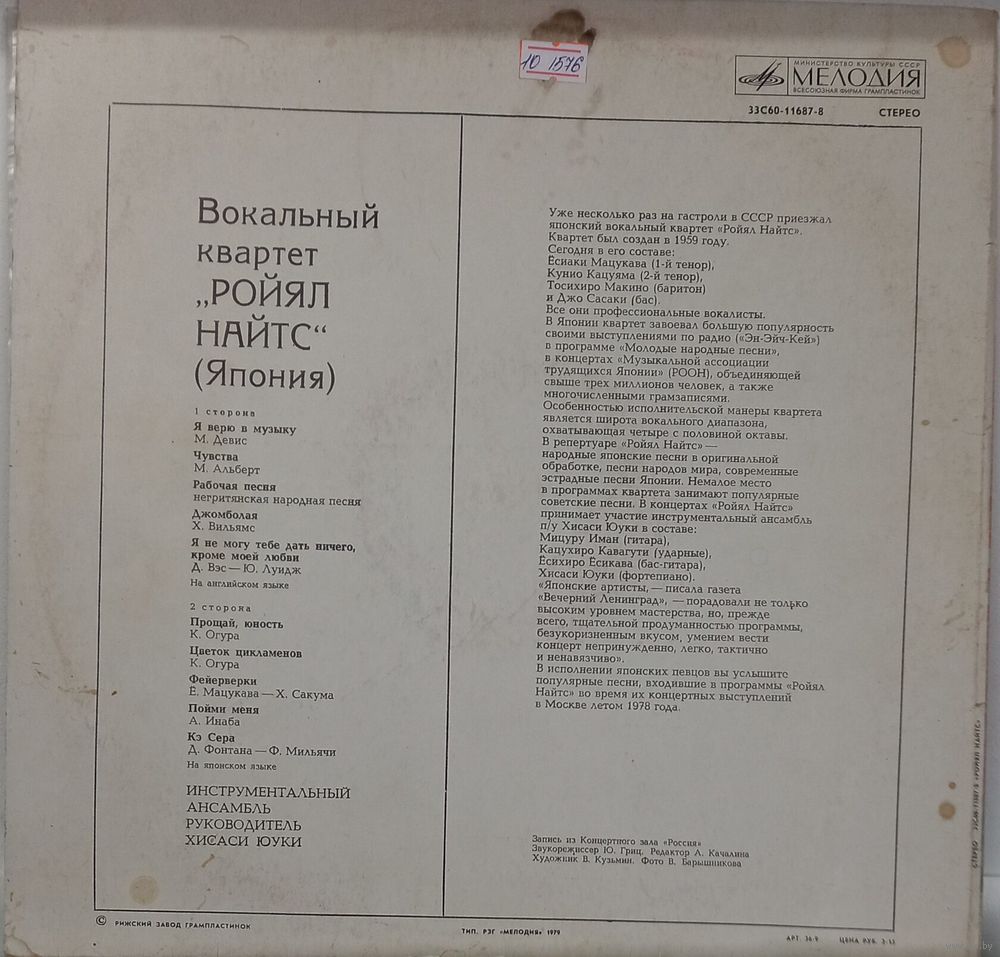 10 1576
МИНИСТЕРСТВО КУЛЬТУРЫ СССР
МЕЛОДИЯ
ВСЕСОЮЗНАЯ ФИРМА ГРАМПЛАСТИНОК
33С60-11687-8 СТЕРЕО
Вокальный
квартет
„РОЙЯЛ
НАЙТС“
(Япония)
1 сторона
Я верю в музыку
М. Девис
Чувства
М. Альберт
Рабочая песня
негритянская народная песня
Джомболая
Х. Вильямс
Я не могу тебе дать ничего,
кроме моей любви
Д. Вэс — Ю. Луидж
На английском языке
2 сторона
Прощай, юность
К. Огура
Цветок цикламенов
К. Огура
Фейерверки
Ё. Мацукава — Х. Сакума
Пойми меня
А. Инаба
Кэ Сера
Д. Фонтана — Ф. Мильячи
На японском языке
ИНСТРУМЕНТАЛЬНЫЙ
АНСАМБЛЬ
РУКОВОДИТЕЛЬ
ХИСАСИ ЮУКИ
Уже несколько раз на гастроли в СССР приезжал
японский вокальный квартет «Ройял Найтс».
Квартет был создан в 1959 году.
Сегодня в его составе:
Ёсиаки Мацукава (1-й тенор),
Кунио Кацуяма (2-й тенор),
Тосихиро Макино (баритон)
и Джо Сасаки (бас).
Все они профессиональные вокалисты.
В Японии квартет завоевал большую популярность
своими выступлениями по радио («Эн-Эйч-Кей»)
в программе «Молодые народные песни»,
в концертах «Музыкальной ассоциации
трудящихся Японии» (РООН), объединяющей
свыше трех миллионов человек, а также
многочисленными грамзаписями.
Особенностью исполнительской манеры квартета
является широта вокального диапазона,
охватывающая четыре с половиной октавы.
В репертуаре «Ройял Найтс» —
народные японские песни в оригинальной
обработке, песни народов мира, современные
эстрадные песни Японии. Немалое место
в программах квартета занимают популярные
советские песни. В концертах «Ройял Найтс»
принимает участие инструментальный ансамбль
п/у Хисаси Юуки в составе:
Мицуру Иман (гитара),
Кацухиро Кавагути (ударные),
Ёсихиро Ёсикава (бас-гитара),
Хисаси Юуки (фортепиано).
«Японские артисты, — писала газета
«Вечерний Ленинград», — порадовали не только
высоким уровнем мастерства, но, прежде
всего, тщательной продуманностью программы,
безукоризненным вкусом, умением вести
концерт непринужденно, легко, тактично
и ненавязчиво».
В исполнении японских певцов вы услышите
популярные песни, входившие в программы «Ройял
Найтс» во время их концертных выступлений
в Москве летом 1978 года.
Запись из Концертного зала «Россия»
Звукорежиссер Ю. Гриц. Редактор Л. Качалина
Художник В. Кузьмин. Фото В. Барышникова
© РИЖСКИЙ ЗАВОД ГРАМПЛАСТИНОК
ТИП. РЗГ «МЕЛОДИЯ» 1979
АРТ. 36-9 ЦЕНА РУБ. 2-15
СТЕРЕО 33С60-11687-8 «РОЙЯЛ НАЙТС»